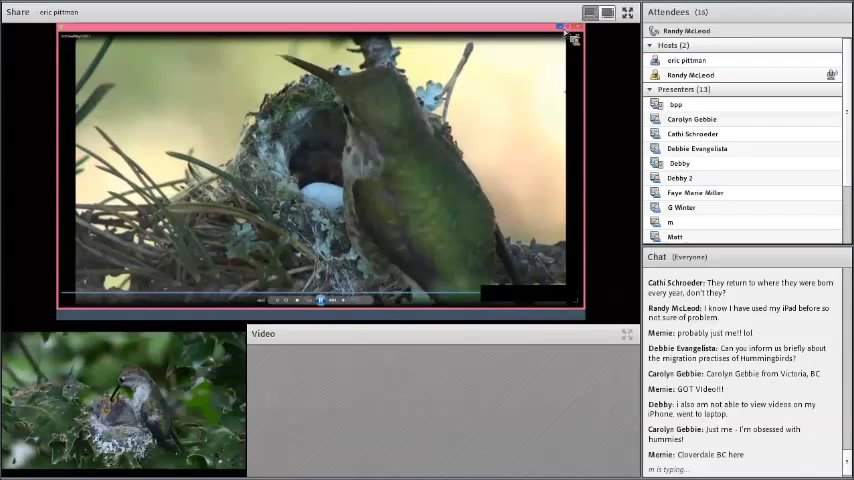 Share - eric pittman
Attendees (15)
Randy McLeod
Hosts (2)
eric pittman
Randy McLeod
Presenters (13)
bpp
Carolyn Gebbie
Cathi Schroeder
Debbie Evangelista
Debby
Debby 2
Faye Marie Miller
G Winter
m
Matt
Chat (Everyone)
Cathi Schroeder: They return to where they were born
every year, don't they?
Randy McLeod: I know I have used my iPad before so
not sure of problem.
Mernie: probably just me!! lol
Debbie Evangelista: Can you inform us briefly about
the migration practises of Hummingbirds?
Carolyn Gebbie: Carolyn Gebbie from Victoria, BC
Mernie: GOT VIdeo!!!
Debby: i also am not able to view videos on my
iPhone, went to laptop.
Carolyn Gebbie: Just me - I'm obsessed with
hummies!
Mernie: Cloverdale BC here
m is typing...
Video